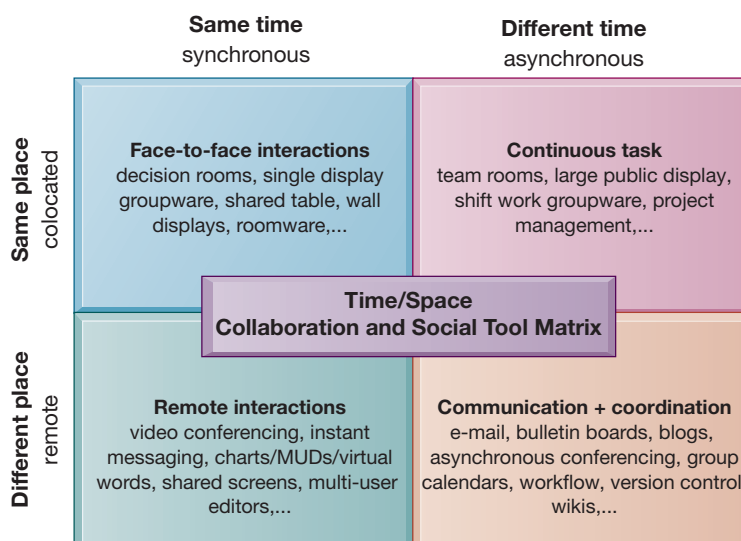 Same time
synchronous
Different time
asynchronous
Same place
colocated
Face-to-face interactions
decision rooms, single display
groupware, shared table, wall
displays, roomware,...
Continuous task
team rooms, large public display,
shift work groupware, project
management,...
Time/Space
Collaboration and Social Tool Matrix
Different place
remote
Remote interactions
video conferencing, instant
messaging, charts/MUDs/virtual
words, shared screens, multi-user
editors,...
Communication + coordination
e-mail, bulletin boards, blogs,
asynchronous conferencing, group
calendars, workflow, version control,
wikis,...